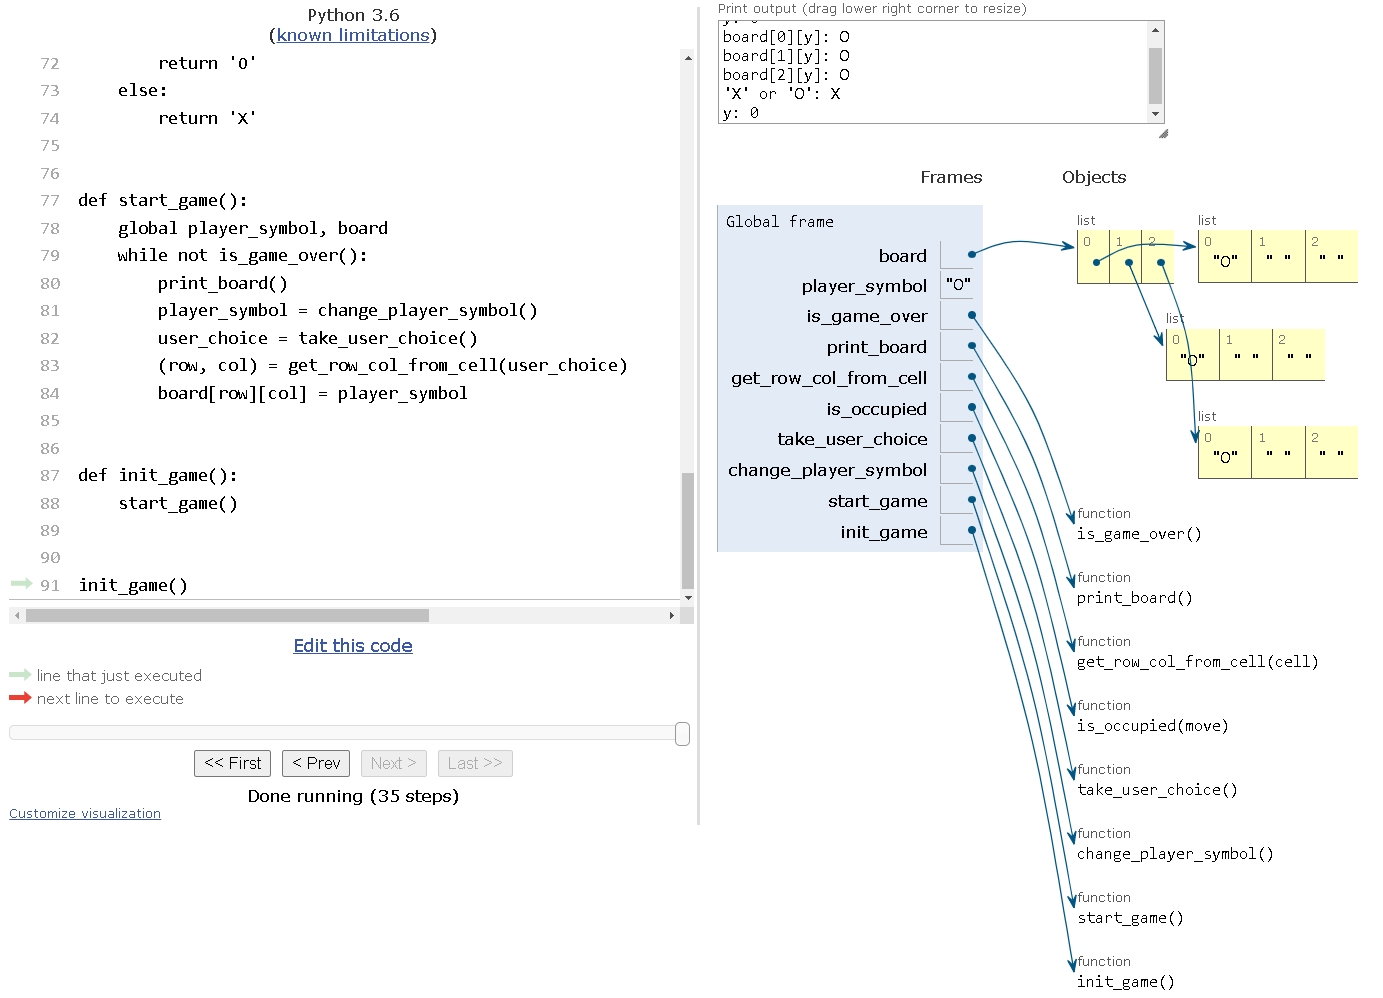 Python 3.6
(known limitations)
72 return 'O'
73 else:
74 return 'X'
75
76
77 def start_game():
78 global player_symbol, board
79 while not is_game_over():
80 print_board()
81 player_symbol = change_player_symbol()
82 user_choice = take_user_choice()
83 (row, col) = get_row_col_from_cell(user_choice)
84 board[row][col] = player_symbol
85
86
87 def init_game():
88 start_game()
89
90
91 init_game()
Edit this code
line that just executed
next line to execute
<< First
< Prev
Next >
Last >>
Done running (35 steps)
Customize visualization
Print output (drag lower right corner to resize)
board[0][y]: O
board[1][y]: O
board[2][y]: O
'X' or 'O': X
y: 0
Frames
Objects
Global frame
board
player_symbol "O"
is_game_over
print_board
get_row_col_from_cell
is_occupied
take_user_choice
change_player_symbol
start_game
init_game
list
0 1 2
list
0 1 2
"O" " " " "
list
0 1 2
"O" " " " "
list
0 1 2
"O" " " " "
function
is_game_over()
function
print_board()
function
get_row_col_from_cell(cell)
function
is_occupied(move)
function
take_user_choice()
function
change_player_symbol()
function
start_game()
function
init_game()